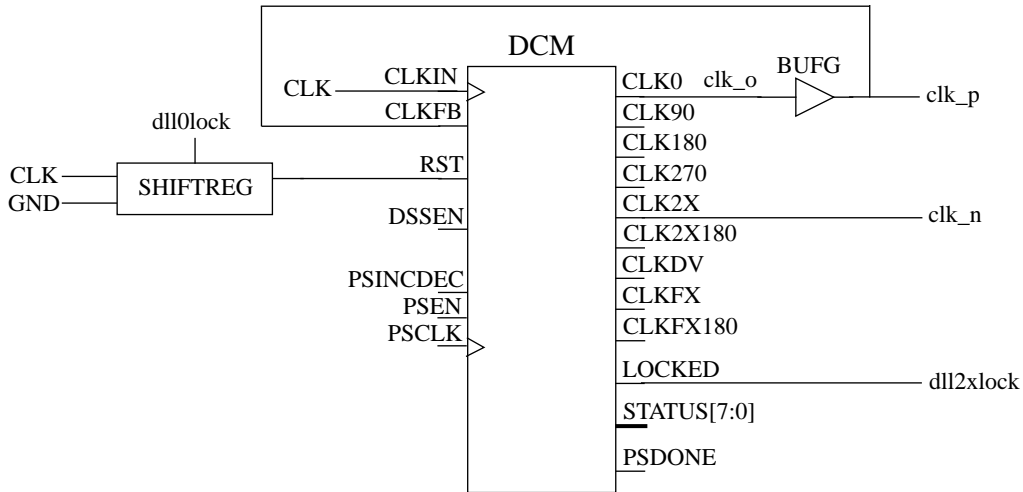 DCM
BUFG
CLK
CLKIN
CLKFB
CLK0
clk_o
clk_p
CLK90
dll0lock
CLK180
CLK
GND
SHIFTREG
RST
CLK270
CLK2X
clk_n
DSSEN
CLK2X180
CLKDV
PSINCDEC
CLKFX
PSEN
CLKFX180
PSCLK
LOCKED
dll2xlock
STATUS[7:0]
PSDONE